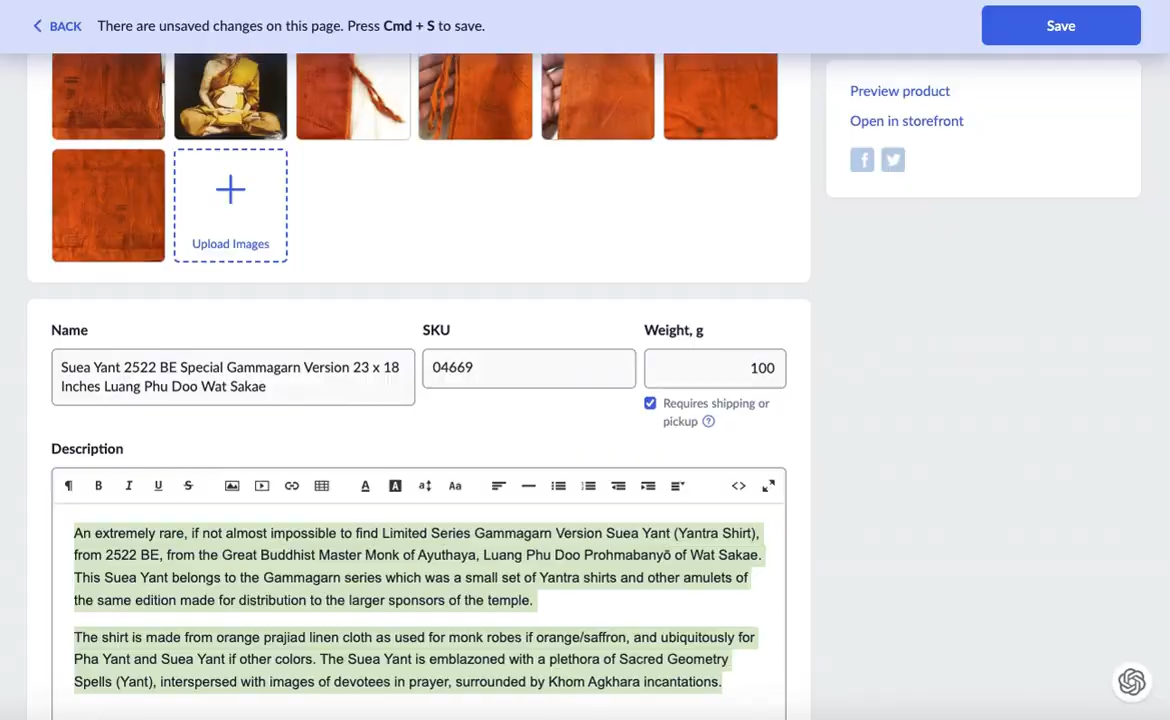 BACK There are unsaved changes on this page. Press Cmd + S to save. Save
Preview product
Open in storefront
Upload Images
Name SKU Weight, g
Suea Yant 2522 BE Special Gammagarn Version 23 x 18
Inches Luang Phu Doo Wat Sakae
04669
100
Requires shipping or
pickup
Description
An extremely rare, if not almost impossible to find Limited Series Gammagarn Version Suea Yant (Yantra Shirt),
from 2522 BE, from the Great Buddhist Master Monk of Ayuthaya, Luang Phu Doo Prohmabanyō of Wat Sakae.
This Suea Yant belongs to the Gammagarn series which was a small set of Yantra shirts and other amulets of
the same edition made for distribution to the larger sponsors of the temple.
The shirt is made from orange prajiad linen cloth as used for monk robes if orange/saffron, and ubiquitously for
Pha Yant and Suea Yant if other colors. The Suea Yant is emblazoned with a plethora of Sacred Geometry
Spells (Yant), interspersed with images of devotees in prayer, surrounded by Khom Agkhara incantations.